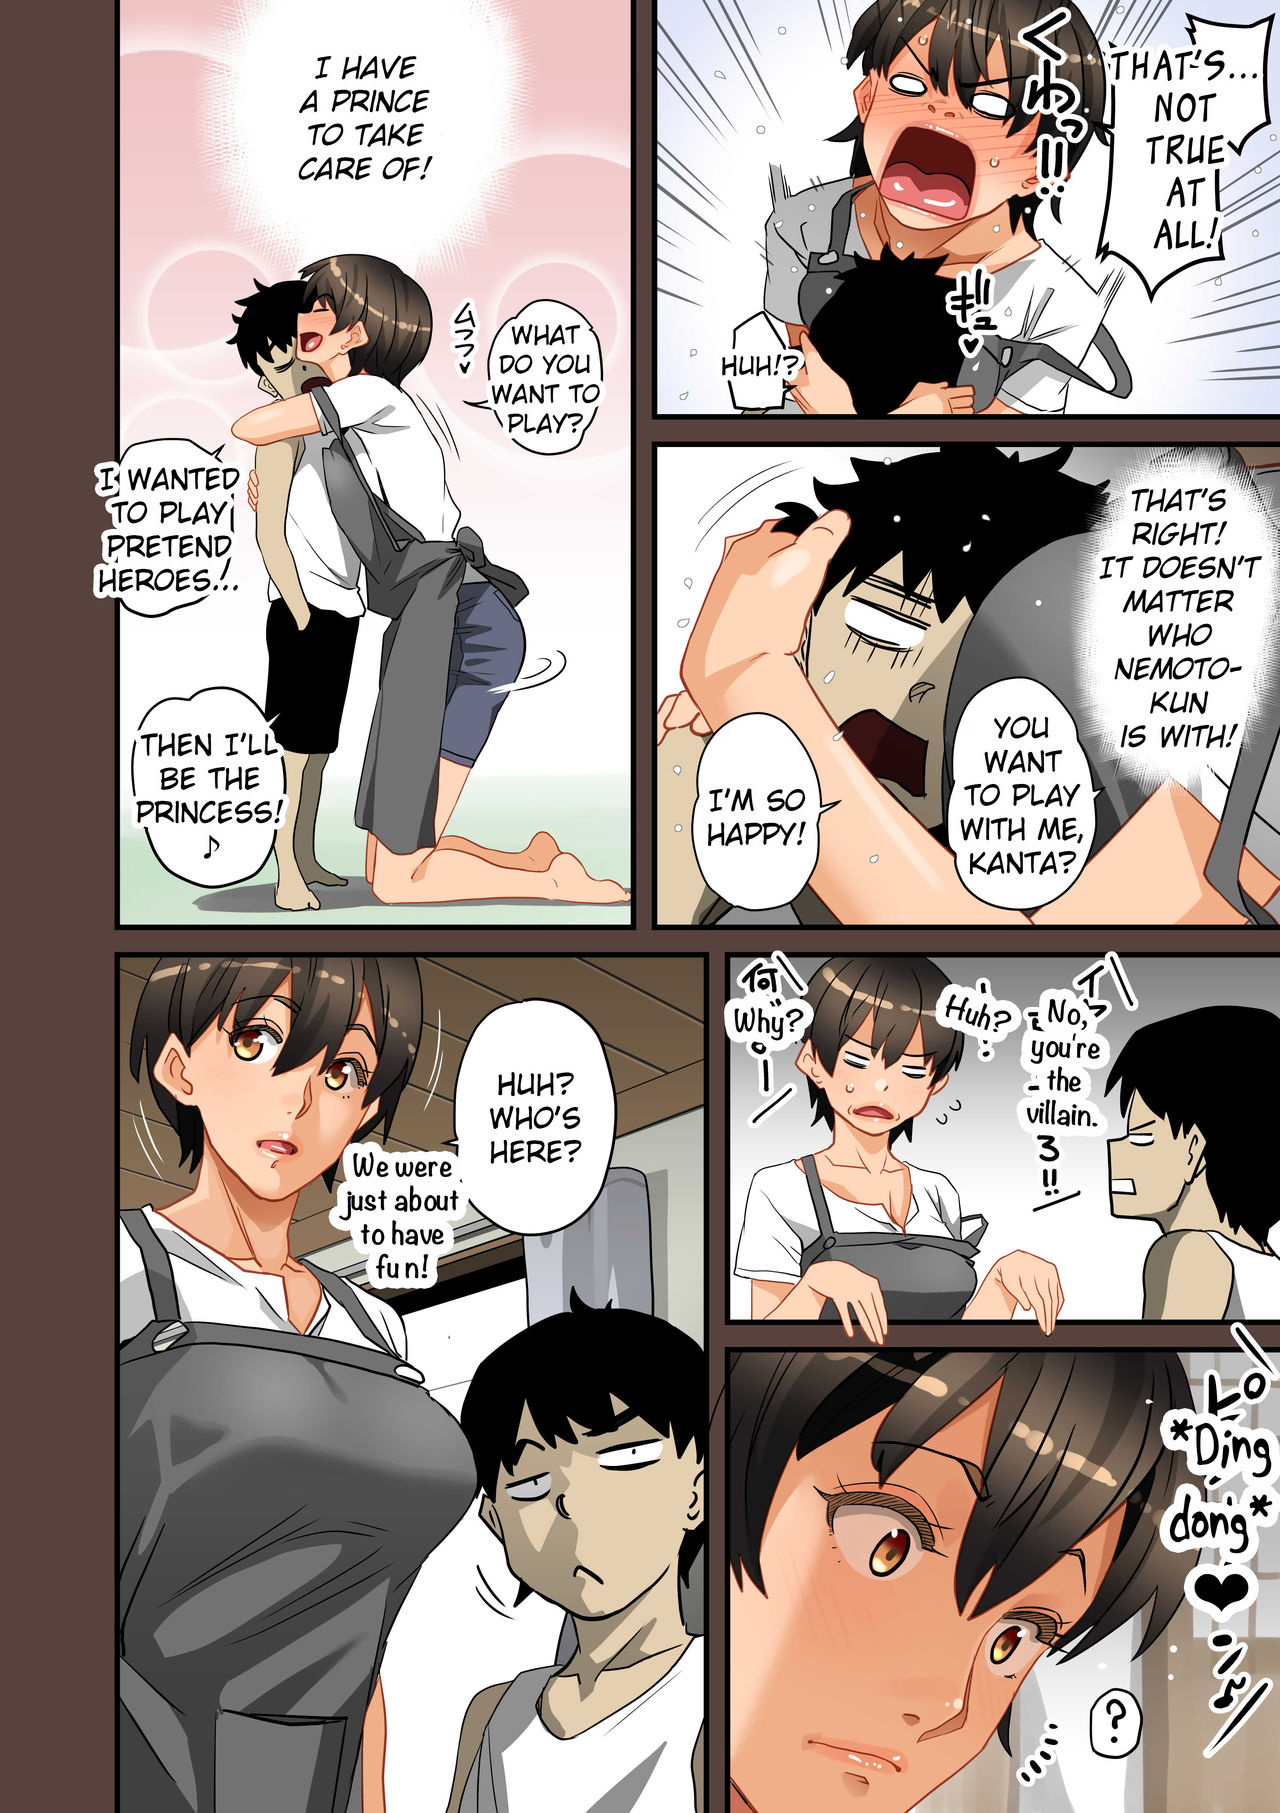 THAT'S...
NOT
TRUE
AT
ALL!
くわっ!!
HUH!?
ギュ
THAT'S
RIGHT!
IT DOESN'T
MATTER
WHO
NEMOTO-
KUN
IS WITH!
YOU
WANT
TO PLAY
WITH ME,
KANTA?
I'M SO
HAPPY!
I HAVE
A PRINCE
TO TAKE
CARE OF!
WHAT
DO YOU
WANT TO
PLAY?
ムフフ♥
I WANTED
TO PLAY
PRETEND
HEROES...
THEN I'LL
BE THE
PRINCESS!
♪
No,
you're
the
villain.
Huh?
Why?
何
*Ding
dong*
?
HUH?
WHO'S
HERE?
We were
just about
to have
fun!